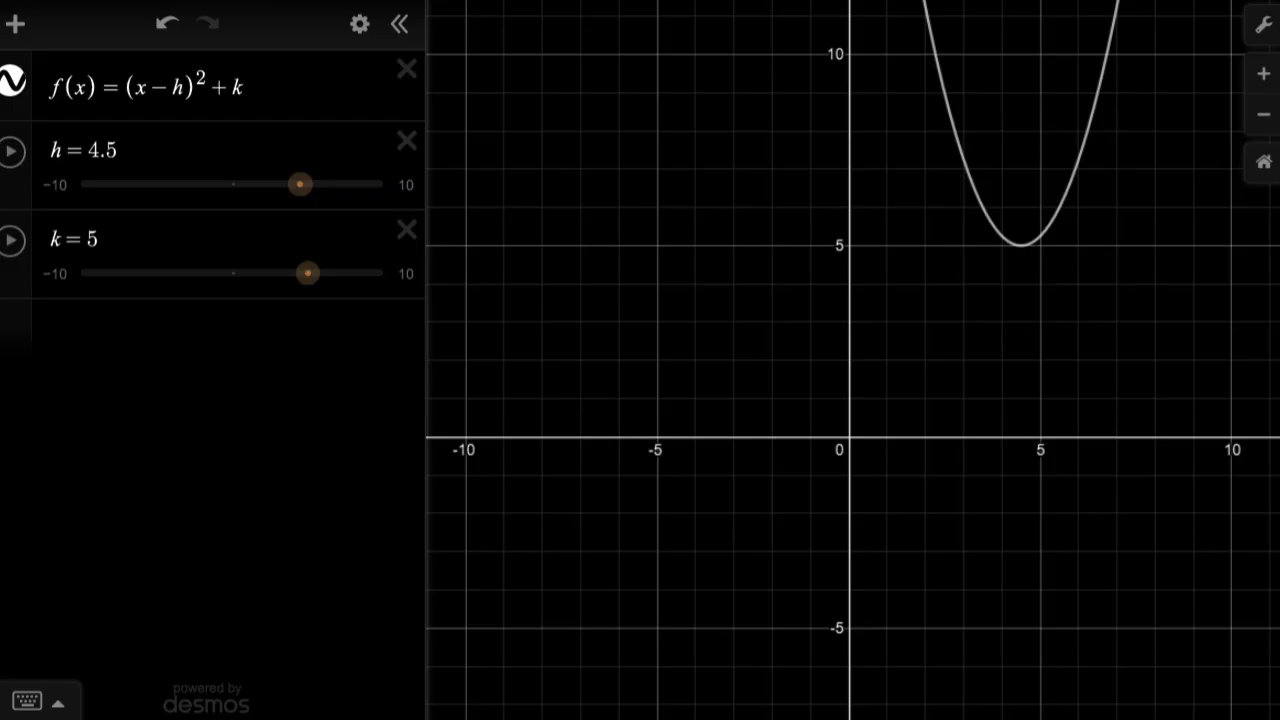 f(x) = (x − h)² + k
h = 4.5
−10 10
k = 5
−10 10
powered by
desmos
10
5
-10 -5 0 5 10
-5